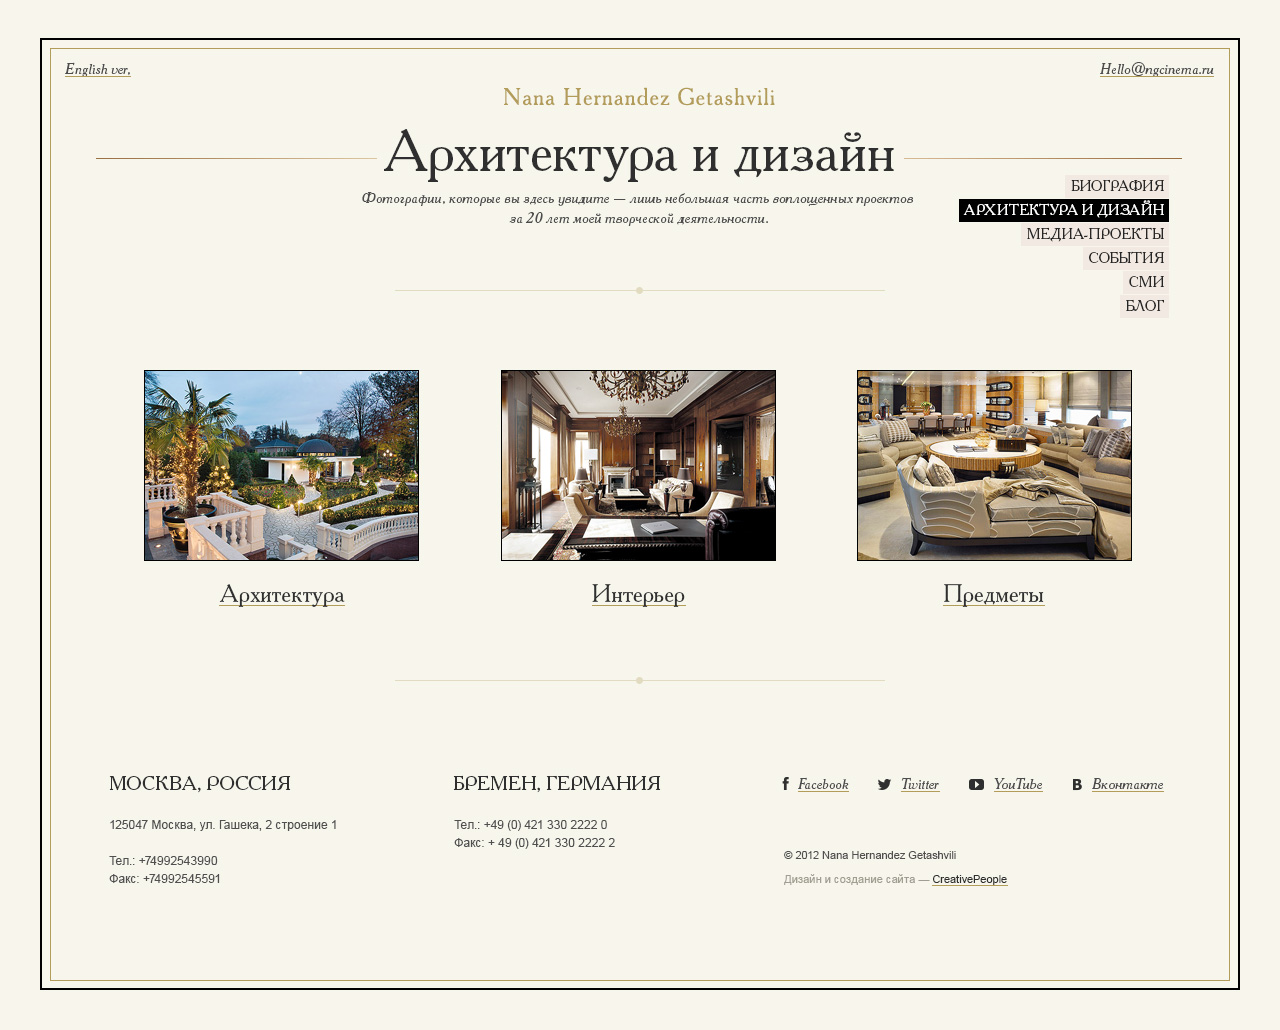 English ver,
Hello@ngcinema.ru
Nana Hernandez Getashvili
Архитектура и дизайн
Фотографии, которые вы здесь увидите — лишь небольшая часть воплощенных проектов
за 20 лет моей творческой деятельности.
БИОГРАФИЯ
АРХИТЕКТУРА И ДИЗАЙН
МЕДИА-ПРОЕКТЫ
СОБЫТИЯ
СМИ
БЛОГ
Архитектура
Интерьер
Предметы
МОСКВА, РОССИЯ
125047 Москва, ул. Гашека, 2 строение 1
Тел.: +74992543990
Факс: +74992545591
БРЕМЕН, ГЕРМАНИЯ
Тел.: +49 (0) 421 330 2222 0
Факс: + 49 (0) 421 330 2222 2
Facebook
Twitter
YouTube
Вконтакте
© 2012 Nana Hernandez Getashvili
Дизайн и создание сайта — CreativePeople